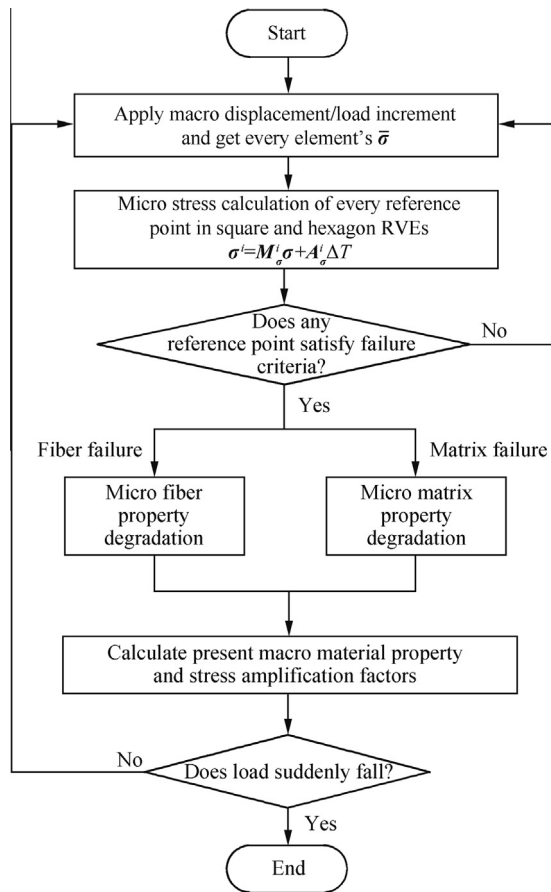 Start
Apply macro displacement/load increment
and get every element's σ̄
Micro stress calculation of every reference
point in square and hexagon RVEs
σⁱ=Mⁱ_σσ+Aⁱ_σΔT
Does any
reference point satisfy failure
criteria?
No
Yes
Fiber failure
Matrix failure
Micro fiber
property
degradation
Micro matrix
property
degradation
Calculate present macro material property
and stress amplification factors
No
Does load suddenly fall?
Yes
End